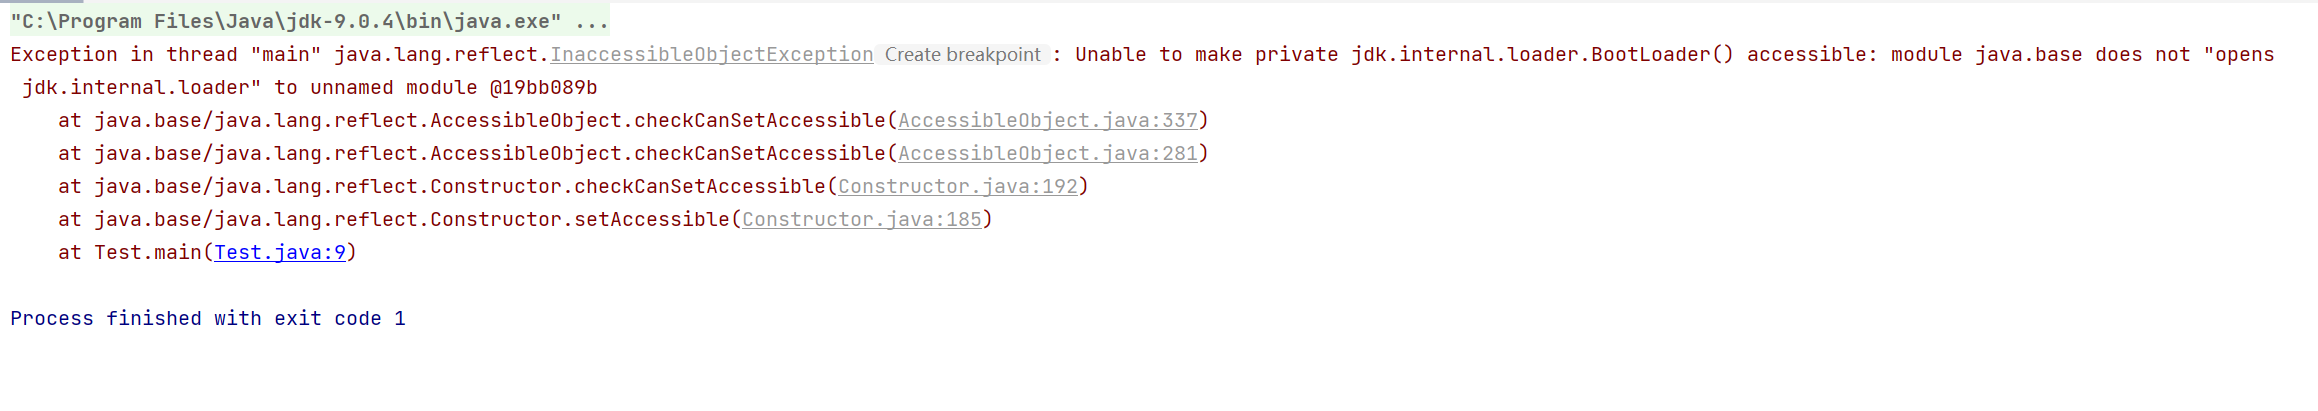 "C:\Program Files\Java\jdk-9.0.4\bin\java.exe" ...
Exception in thread "main" java.lang.reflect.InaccessibleObjectException Create breakpoint : Unable to make private jdk.internal.loader.BootLoader() accessible: module java.base does not "opens
jdk.internal.loader" to unnamed module @19bb089b
at java.base/java.lang.reflect.AccessibleObject.checkCanSetAccessible(AccessibleObject.java:337)
at java.base/java.lang.reflect.AccessibleObject.checkCanSetAccessible(AccessibleObject.java:281)
at java.base/java.lang.reflect.Constructor.checkCanSetAccessible(Constructor.java:192)
at java.base/java.lang.reflect.Constructor.setAccessible(Constructor.java:185)
at Test.main(Test.java:9)
Process finished with exit code 1